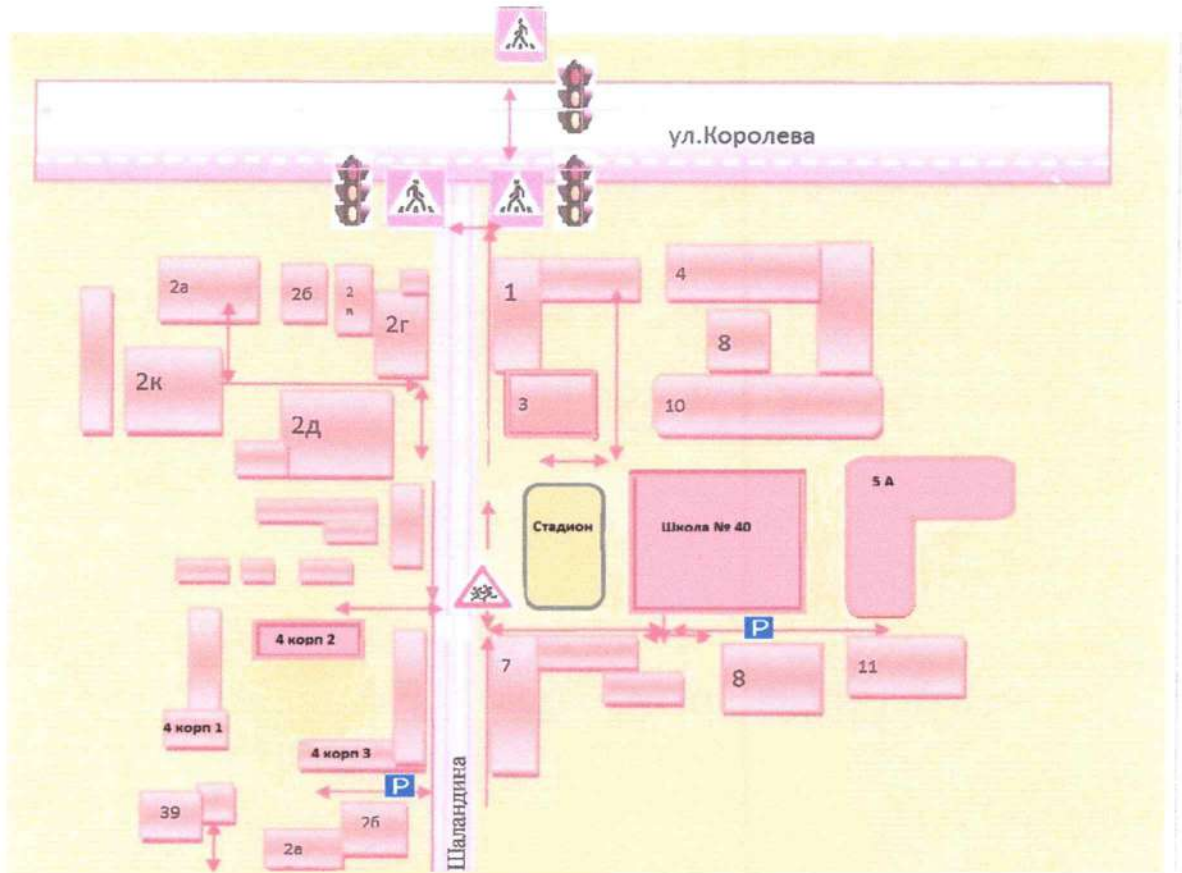 ул.Королева
2а
2б
2
в
2г
1
4
8
2к
3
10
2д
5 А
Стадион
Школа № 40
P
4 корп 2
7
8
11
4 корп 1
4 корп 3
P
Шаландина
39
2б
2в